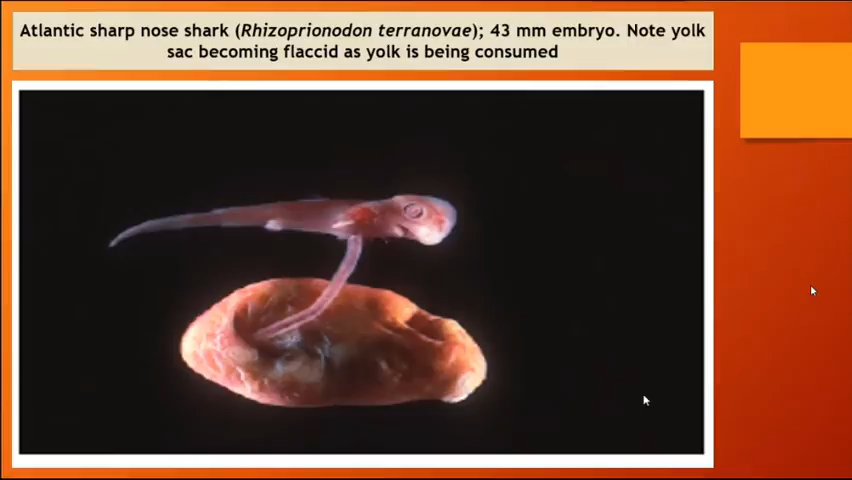 Atlantic sharp nose shark (Rhizoprionodon terranovae); 43 mm embryo. Note yolk
sac becoming flaccid as yolk is being consumed